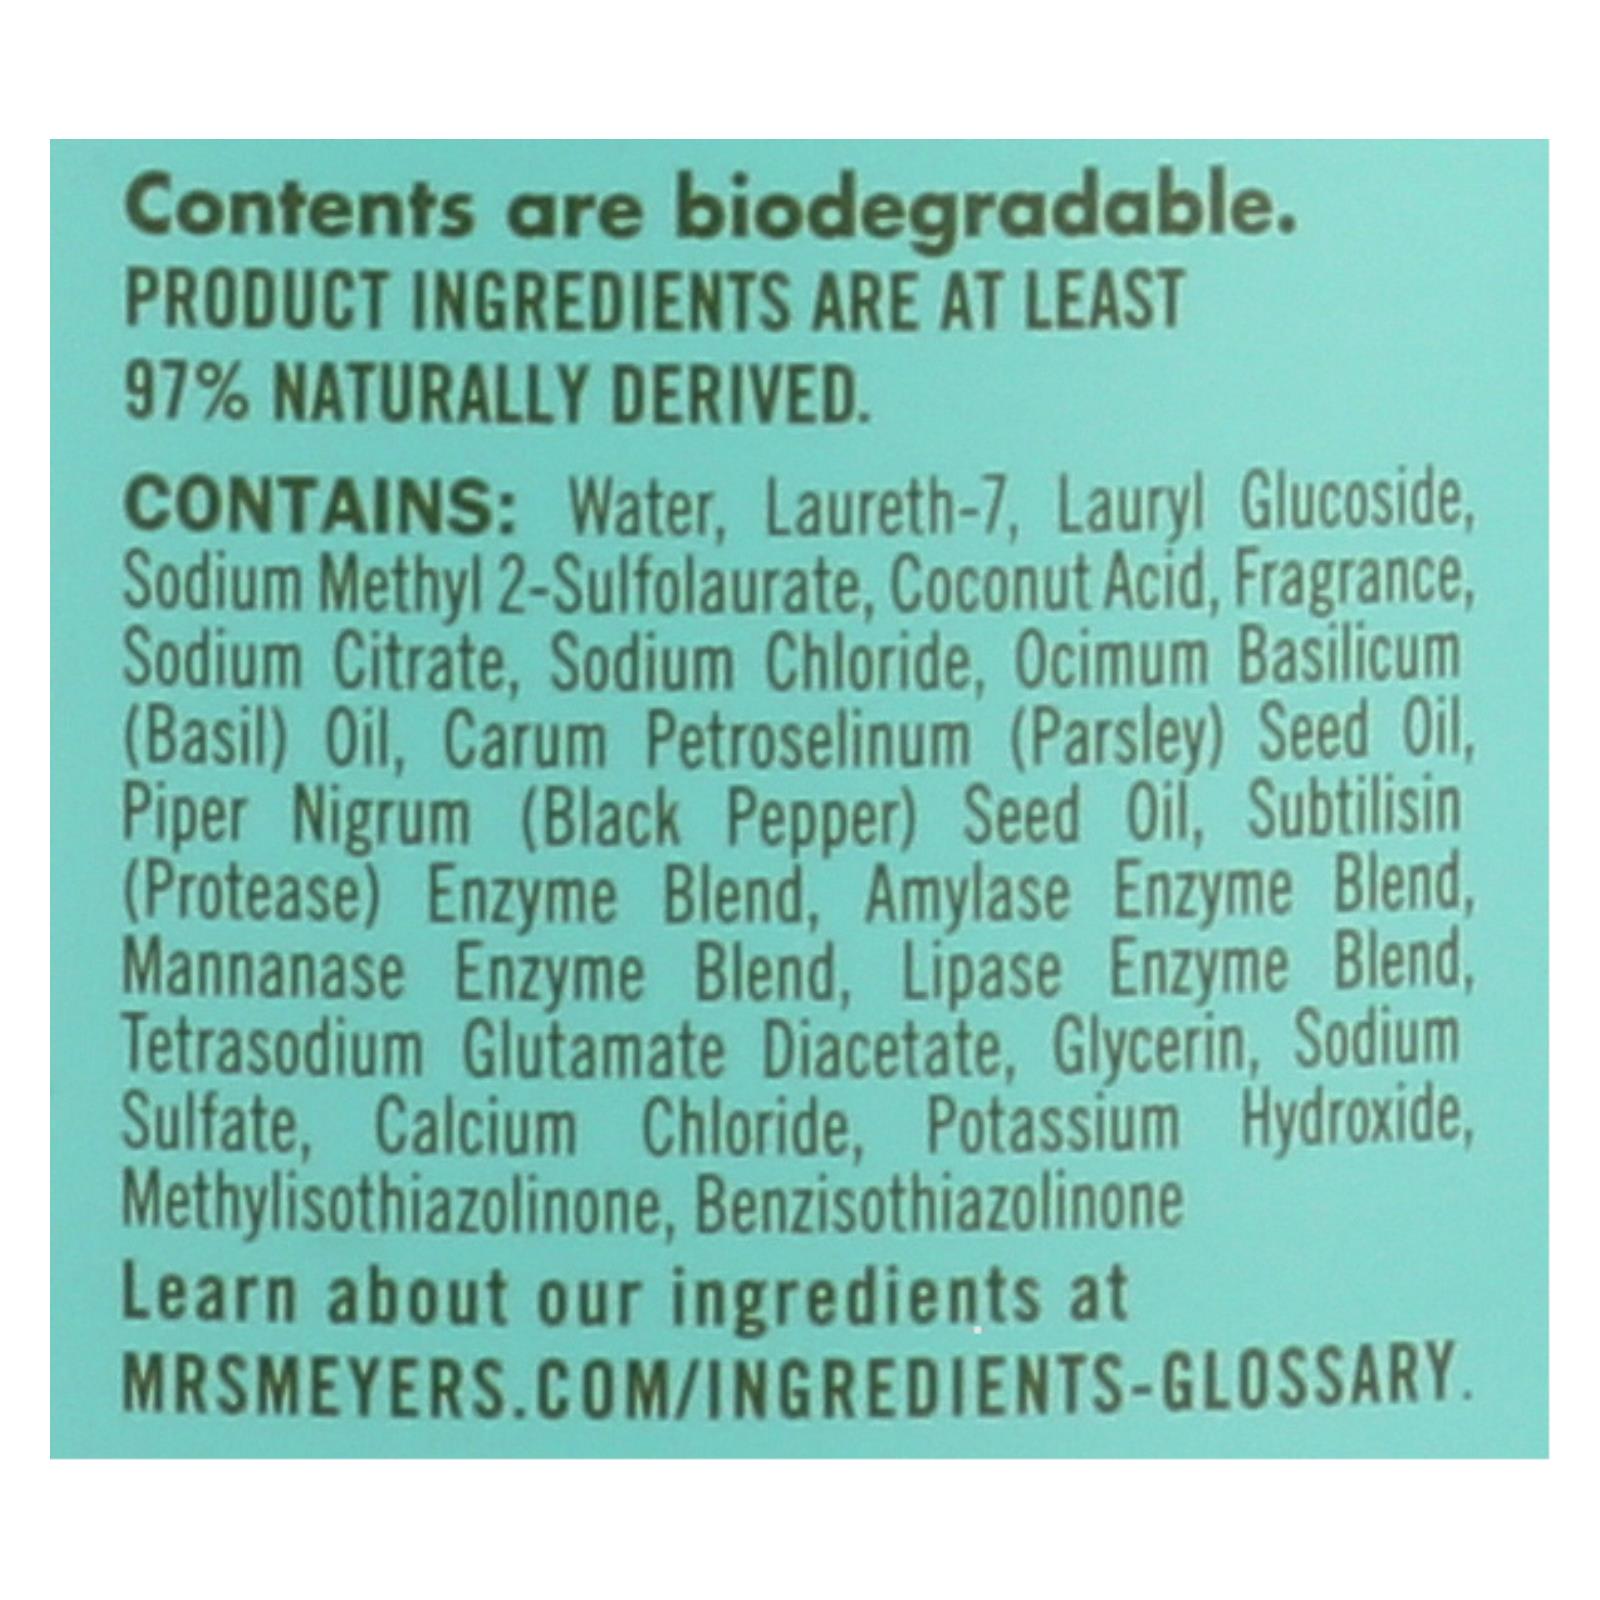 Contents are biodegradable.
PRODUCT INGREDIENTS ARE AT LEAST
97% NATURALLY DERIVED.
CONTAINS: Water, Laureth-7, Lauryl Glucoside,
Sodium Methyl 2-Sulfolaurate, Coconut Acid, Fragrance,
Sodium Citrate, Sodium Chloride, Ocimum Basilicum
(Basil) Oil, Carum Petroselinum (Parsley) Seed Oil,
Piper Nigrum (Black Pepper) Seed Oil, Subtilisin
(Protease) Enzyme Blend, Amylase Enzyme Blend,
Mannanase Enzyme Blend, Lipase Enzyme Blend,
Tetrasodium Glutamate Diacetate, Glycerin, Sodium
Sulfate, Calcium Chloride, Potassium Hydroxide,
Methylisothiazolinone, Benzisothiazolinone
Learn about our ingredients at
MRSMEYERS.COM/INGREDIENTS-GLOSSARY.